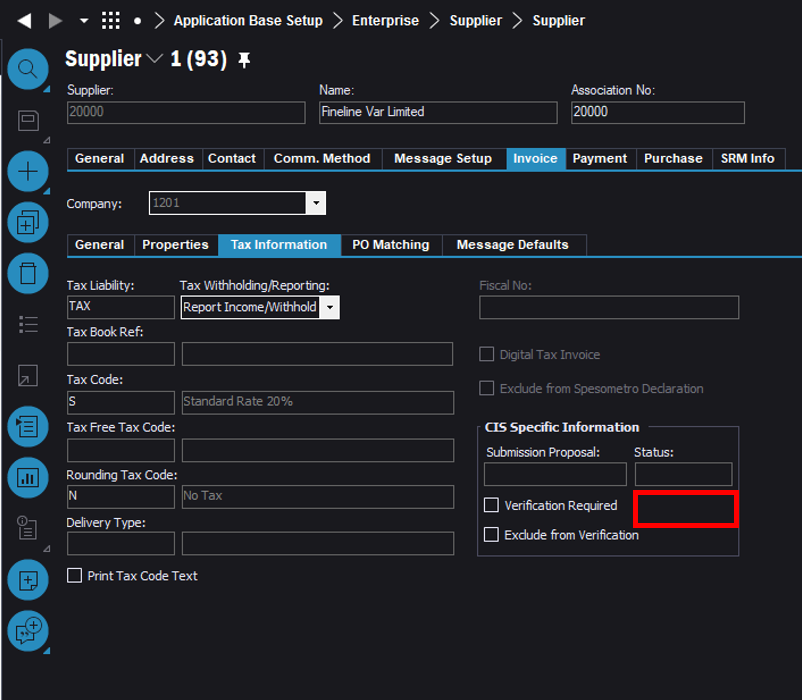 Application Base Setup Enterprise Supplier Supplier
Supplier 1 (93)
Supplier: Name: Association No:
20000 Fineline Var Limited 20000
General Address Contact Comm. Method Message Setup Invoice Payment Purchase SRM Info
Company: 1201
General Properties Tax Information PO Matching Message Defaults
Tax Liability: Tax Withholding/Reporting: Fiscal No:
TAX Report Income/Withhold
Tax Book Ref:
Digital Tax Invoice
Tax Code: Exclude from Spesometro Declaration
S Standard Rate 20%
Tax Free Tax Code: CIS Specific Information
Submission Proposal: Status:
Rounding Tax Code:
N No Tax
Verification Required
Delivery Type:
Exclude from Verification
Print Tax Code Text